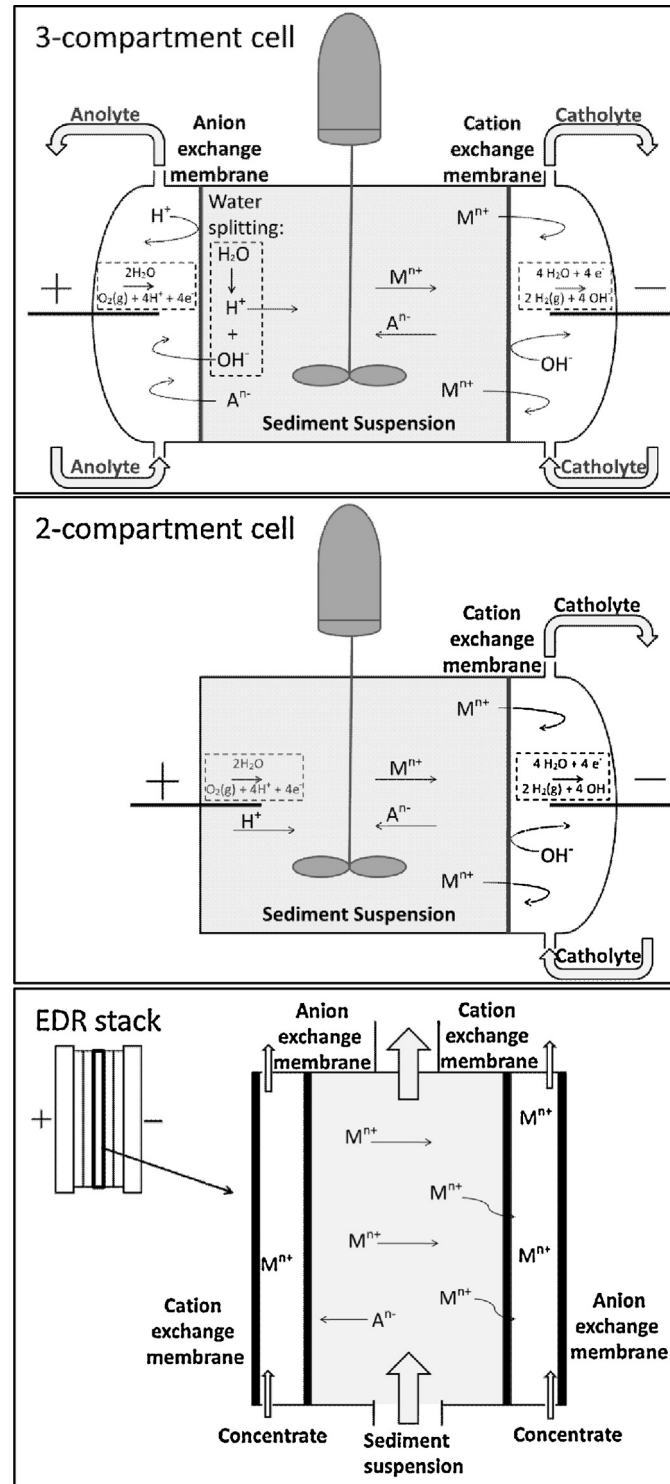 3-compartment cell
Anolyte
Catholyte
Anion
exchange
membrane
Cation
exchange
membrane
H⁺
Water
splitting:
H₂O
H⁺
+
OH⁻
Aⁿ⁻
+
2H₂O
O₂(g) + 4H⁺ + 4e⁻
Mⁿ⁺
Aⁿ⁻
Mⁿ⁺
4 H₂O + 4 e⁻
2 H₂(g) + 4 OH⁻
−
OH⁻
Mⁿ⁺
Sediment Suspension
Anolyte
Catholyte
2-compartment cell
Cation
exchange
membrane
Catholyte
Mⁿ⁺
+
2H₂O
O₂(g) + 4H⁺ + 4e⁻
H⁺
Mⁿ⁺
Aⁿ⁻
4 H₂O + 4 e⁻
2 H₂(g) + 4 OH
−
OH⁻
Mⁿ⁺
Sediment Suspension
Catholyte
EDR stack
+
−
Anion
exchange
membrane
Cation
exchange
membrane
Mⁿ⁺
Mⁿ⁺
Mⁿ⁺
Mⁿ⁺
Mⁿ⁺
Mⁿ⁺
Mⁿ⁺
Aⁿ⁻
Cation
exchange
membrane
Anion
exchange
membrane
Concentrate
Sediment
suspension
Concentrate